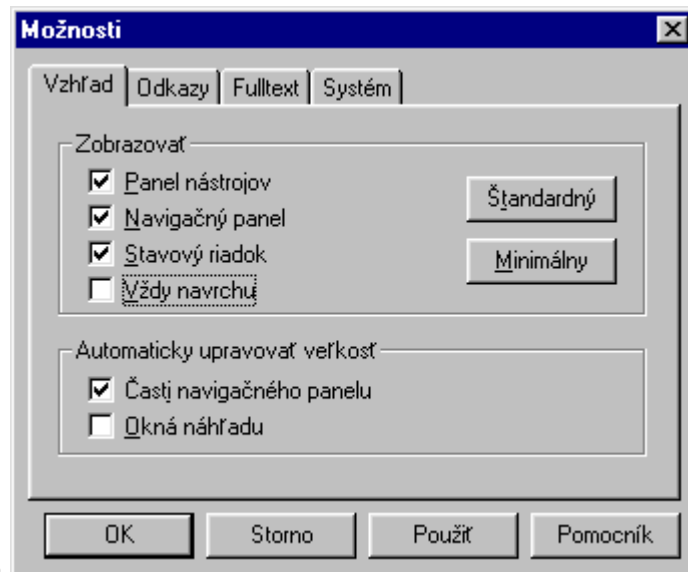 Možnosti
Vzhľad Odkazy Fulltext Systém
Zobrazovať
Panel nástrojov
Štandardný
Navigačný panel
Stavový riadok
Minimálny
Vždy navrchu
Automaticky upravovať veľkosť
Časti navigačného panelu
Okná náhľadu
OK Storno Použiť Pomocník